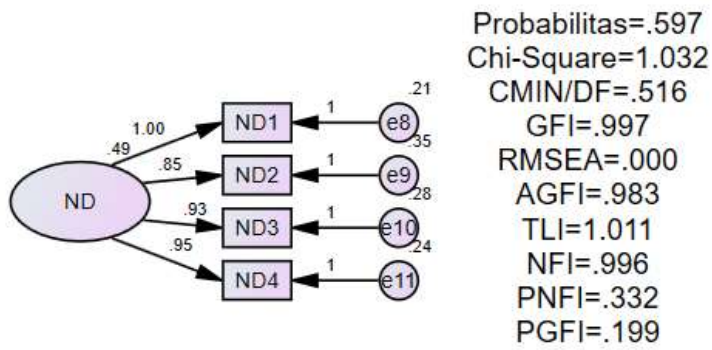 Probabilitas=.597
Chi-Square=1.032
CMIN/DF=.516
GFI=.997
RMSEA=.000
AGFI=.983
TLI=1.011
NFI=.996
PNFI=.332
PGFI=.199
.21
1.00
ND1
1
e8
.49
.35
.85
ND2
1
e9
ND
.28
.93
ND3
1
e10
.24
.95
ND4
1
e11